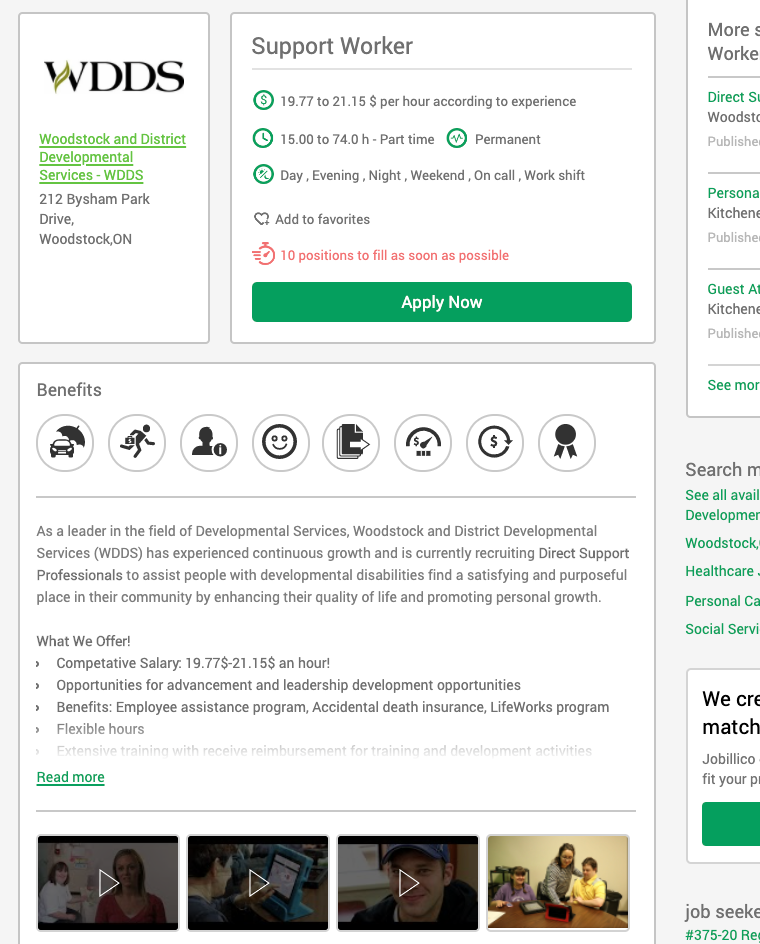 WDDS
Woodstock and District
Developmental
Services - WDDS
212 Bysham Park
Drive,
Woodstock,ON
Support Worker
19.77 to 21.15 $ per hour according to experience
15.00 to 74.0 h - Part time
Permanent
Day , Evening , Night , Weekend , On call , Work shift
Add to favorites
10 positions to fill as soon as possible
Apply Now
Benefits
As a leader in the field of Developmental Services, Woodstock and District Developmental
Services (WDDS) has experienced continuous growth and is currently recruiting Direct Support
Professionals to assist people with developmental disabilities find a satisfying and purposeful
place in their community by enhancing their quality of life and promoting personal growth.
What We Offer!
› Competative Salary: 19.77$-21.15$ an hour!
› Opportunities for advancement and leadership development opportunities
› Benefits: Employee assistance program, Accidental death insurance, LifeWorks program
› Flexible hours
› Extensive training with receive reimbursement for training and development activities
Read more
More s
Worke
Direct Su
Woodsto
Publishe
Persona
Kitchene
Publishe
Guest At
Kitchene
Publishe
See mor
Search m
See all avail
Developmen
Woodstock,
Healthcare J
Personal Ca
Social Servi
We cre
match
Jobillico
fit your p
job seeke
#375-20 Reg